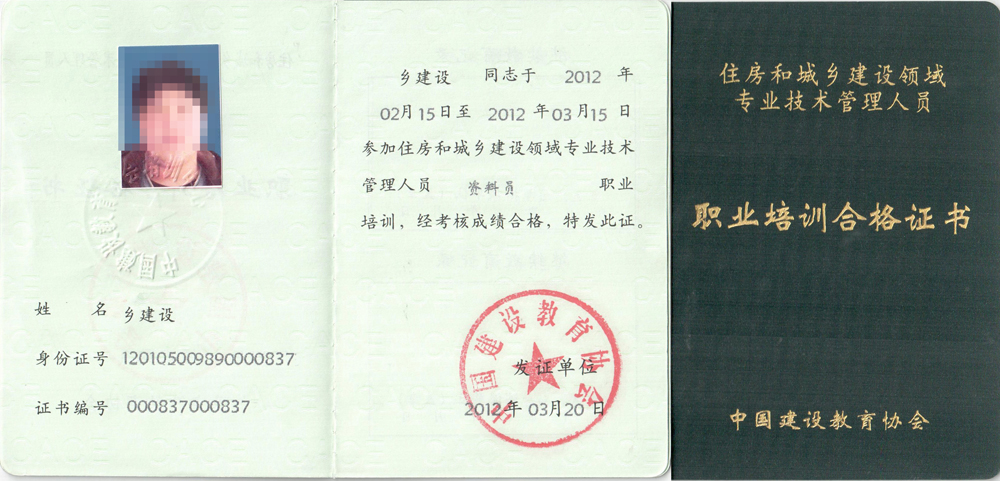 姓 名 乡建设
身份证号 120105009890000837
证书编号 000837000837
乡建设 同志于 2012 年
02月15日至 2012 年03月15日
参加住房和城乡建设领域专业技术
管理人员 资料员 职业
培训，经考核成绩合格，特发此证。
中国建设教育协会
发证单位
2012年 03月20日
住房和城乡建设领域
专业技术管理人员
职业培训合格证书
中国建设教育协会